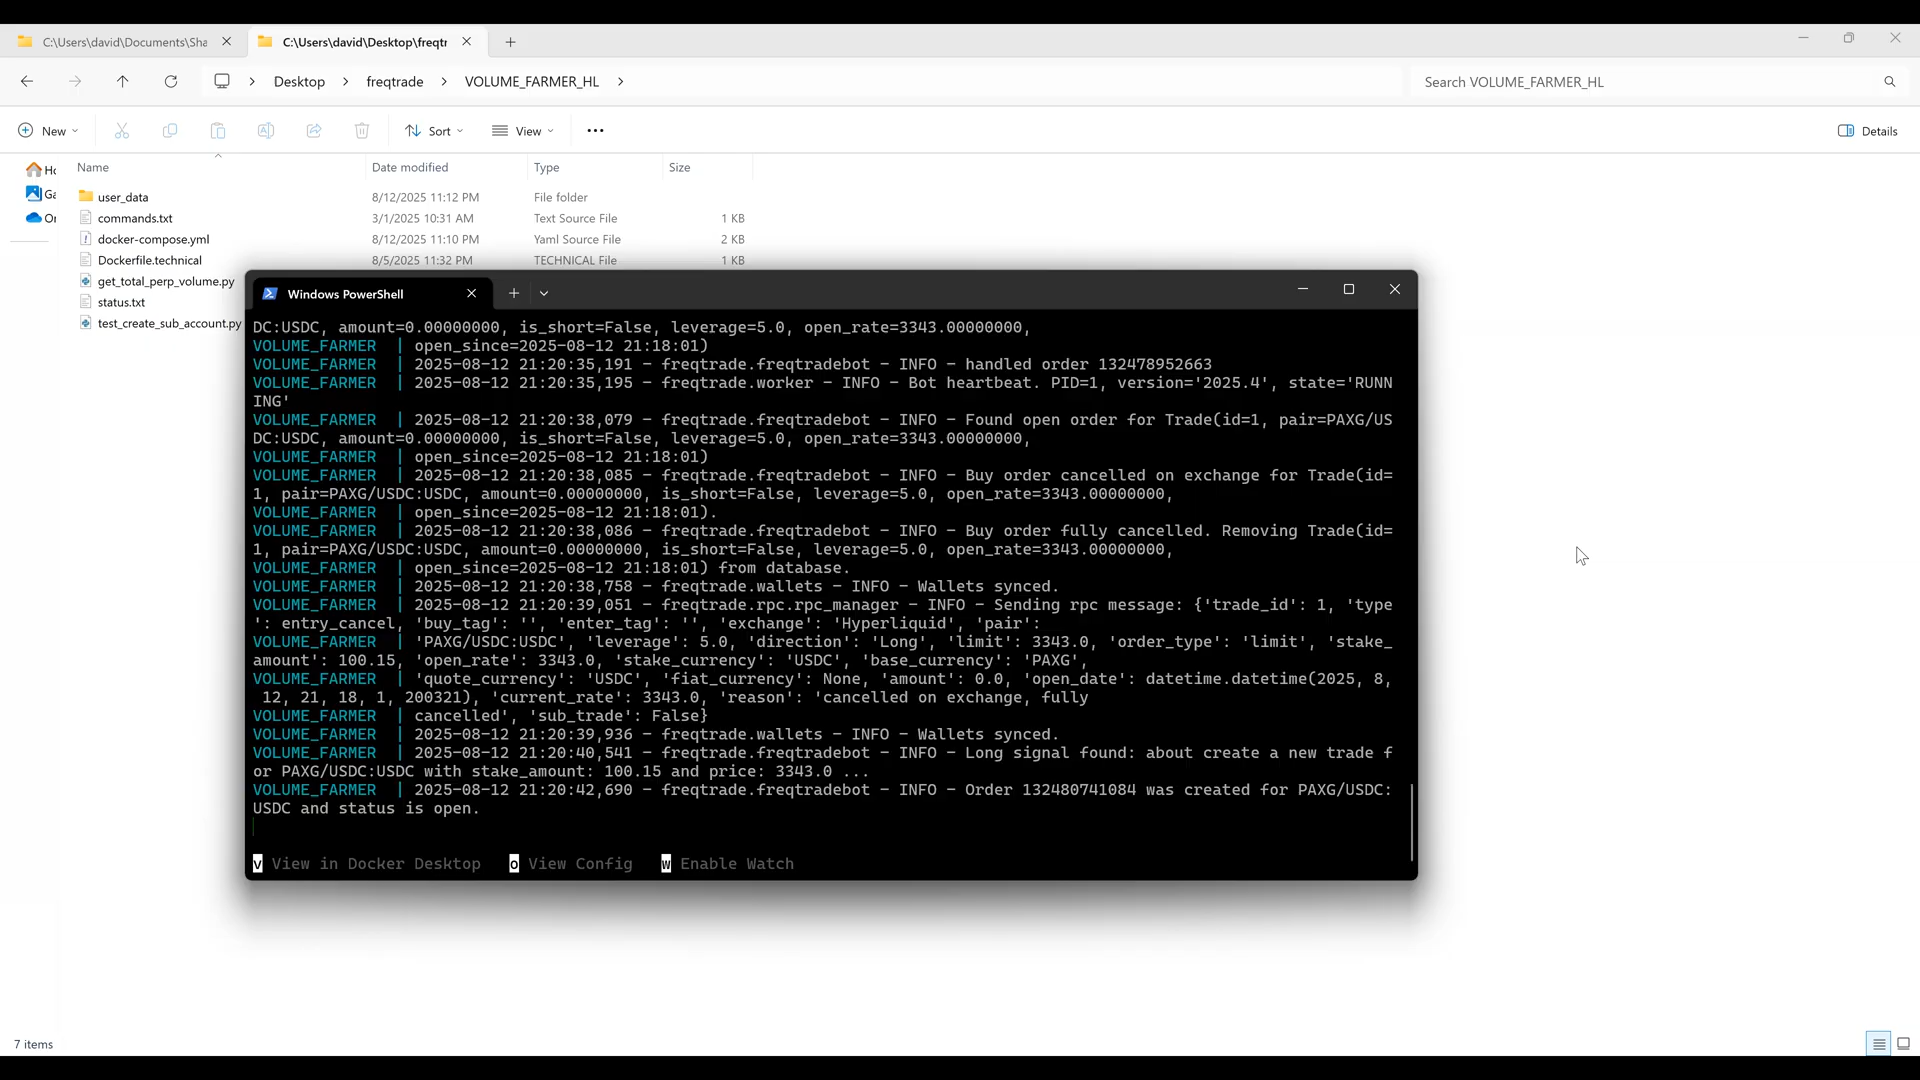 C:\Users\david\Documents\Sha
C:\Users\david\Desktop\freqtr
Desktop > freqtrade > VOLUME_FARMER_HL >
Search VOLUME_FARMER_HL
New
Sort
View
Details
Name Date modified Type Size
Ho
Ga
On
user_data 8/12/2025 11:12 PM File folder
commands.txt 3/1/2025 10:31 AM Text Source File 1 KB
docker-compose.yml 8/12/2025 11:10 PM Yaml Source File 2 KB
Dockerfile.technical 8/5/2025 11:32 PM TECHNICAL File 1 KB
get_total_perp_volume.py
status.txt
test_create_sub_account.py
Windows PowerShell
DC:USDC, amount=0.00000000, is_short=False, leverage=5.0, open_rate=3343.00000000,
VOLUME_FARMER | open_since=2025-08-12 21:18:01)
VOLUME_FARMER | 2025-08-12 21:20:35,191 - freqtrade.freqtradebot - INFO - handled order 132478952663
VOLUME_FARMER | 2025-08-12 21:20:35,195 - freqtrade.worker - INFO - Bot heartbeat. PID=1, version='2025.4', state='RUNN
ING'
VOLUME_FARMER | 2025-08-12 21:20:38,079 - freqtrade.freqtradebot - INFO - Found open order for Trade(id=1, pair=PAXG/US
DC:USDC, amount=0.00000000, is_short=False, leverage=5.0, open_rate=3343.00000000,
VOLUME_FARMER | open_since=2025-08-12 21:18:01)
VOLUME_FARMER | 2025-08-12 21:20:38,085 - freqtrade.freqtradebot - INFO - Buy order cancelled on exchange for Trade(id=
1, pair=PAXG/USDC:USDC, amount=0.00000000, is_short=False, leverage=5.0, open_rate=3343.00000000,
VOLUME_FARMER | open_since=2025-08-12 21:18:01).
VOLUME_FARMER | 2025-08-12 21:20:38,086 - freqtrade.freqtradebot - INFO - Buy order fully cancelled. Removing Trade(id=
1, pair=PAXG/USDC:USDC, amount=0.00000000, is_short=False, leverage=5.0, open_rate=3343.00000000,
VOLUME_FARMER | open_since=2025-08-12 21:18:01) from database.
VOLUME_FARMER | 2025-08-12 21:20:38,758 - freqtrade.wallets - INFO - Wallets synced.
VOLUME_FARMER | 2025-08-12 21:20:39,051 - freqtrade.rpc.rpc_manager - INFO - Sending rpc message: {'trade_id': 1, 'type
': entry_cancel, 'buy_tag': '', 'enter_tag': '', 'exchange': 'Hyperliquid', 'pair':
VOLUME_FARMER | 'PAXG/USDC:USDC', 'leverage': 5.0, 'direction': 'Long', 'limit': 3343.0, 'order_type': 'limit', 'stake_
amount': 100.15, 'open_rate': 3343.0, 'stake_currency': 'USDC', 'base_currency': 'PAXG',
VOLUME_FARMER | 'quote_currency': 'USDC', 'fiat_currency': None, 'amount': 0.0, 'open_date': datetime.datetime(2025, 8,
12, 21, 18, 1, 200321), 'current_rate': 3343.0, 'reason': 'cancelled on exchange, fully
VOLUME_FARMER | cancelled', 'sub_trade': False}
VOLUME_FARMER | 2025-08-12 21:20:39,936 - freqtrade.wallets - INFO - Wallets synced.
VOLUME_FARMER | 2025-08-12 21:20:40,541 - freqtrade.freqtradebot - INFO - Long signal found: about create a new trade f
or PAXG/USDC:USDC with stake_amount: 100.15 and price: 3343.0 ...
VOLUME_FARMER | 2025-08-12 21:20:42,690 - freqtrade.freqtradebot - INFO - Order 132480741084 was created for PAXG/USDC:
USDC and status is open.
v View in Docker Desktop o View Config w Enable Watch
7 items